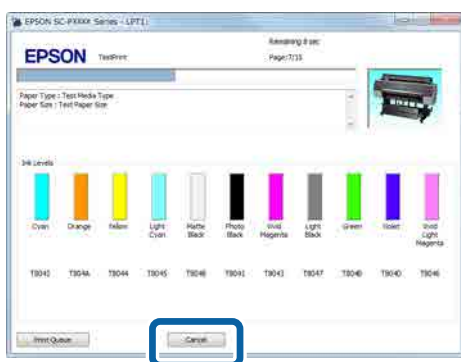 EPSON SC-PXXXX Series - LPT1:
EPSON
TestPrint
Remaining 8 sec
Page:7/15
Paper Type : Test Media Type
Paper Size : Test Paper Size
Ink Levels
Cyan Orange Yellow Light Cyan Matte Black Photo Black Vivid Magenta Light Black Green Violet Vivid Light Magenta
T8042 T804A T8044 T8045 T8048 T8041 T8043 T8047 T804B T804D T8046
Print Queue Cancel